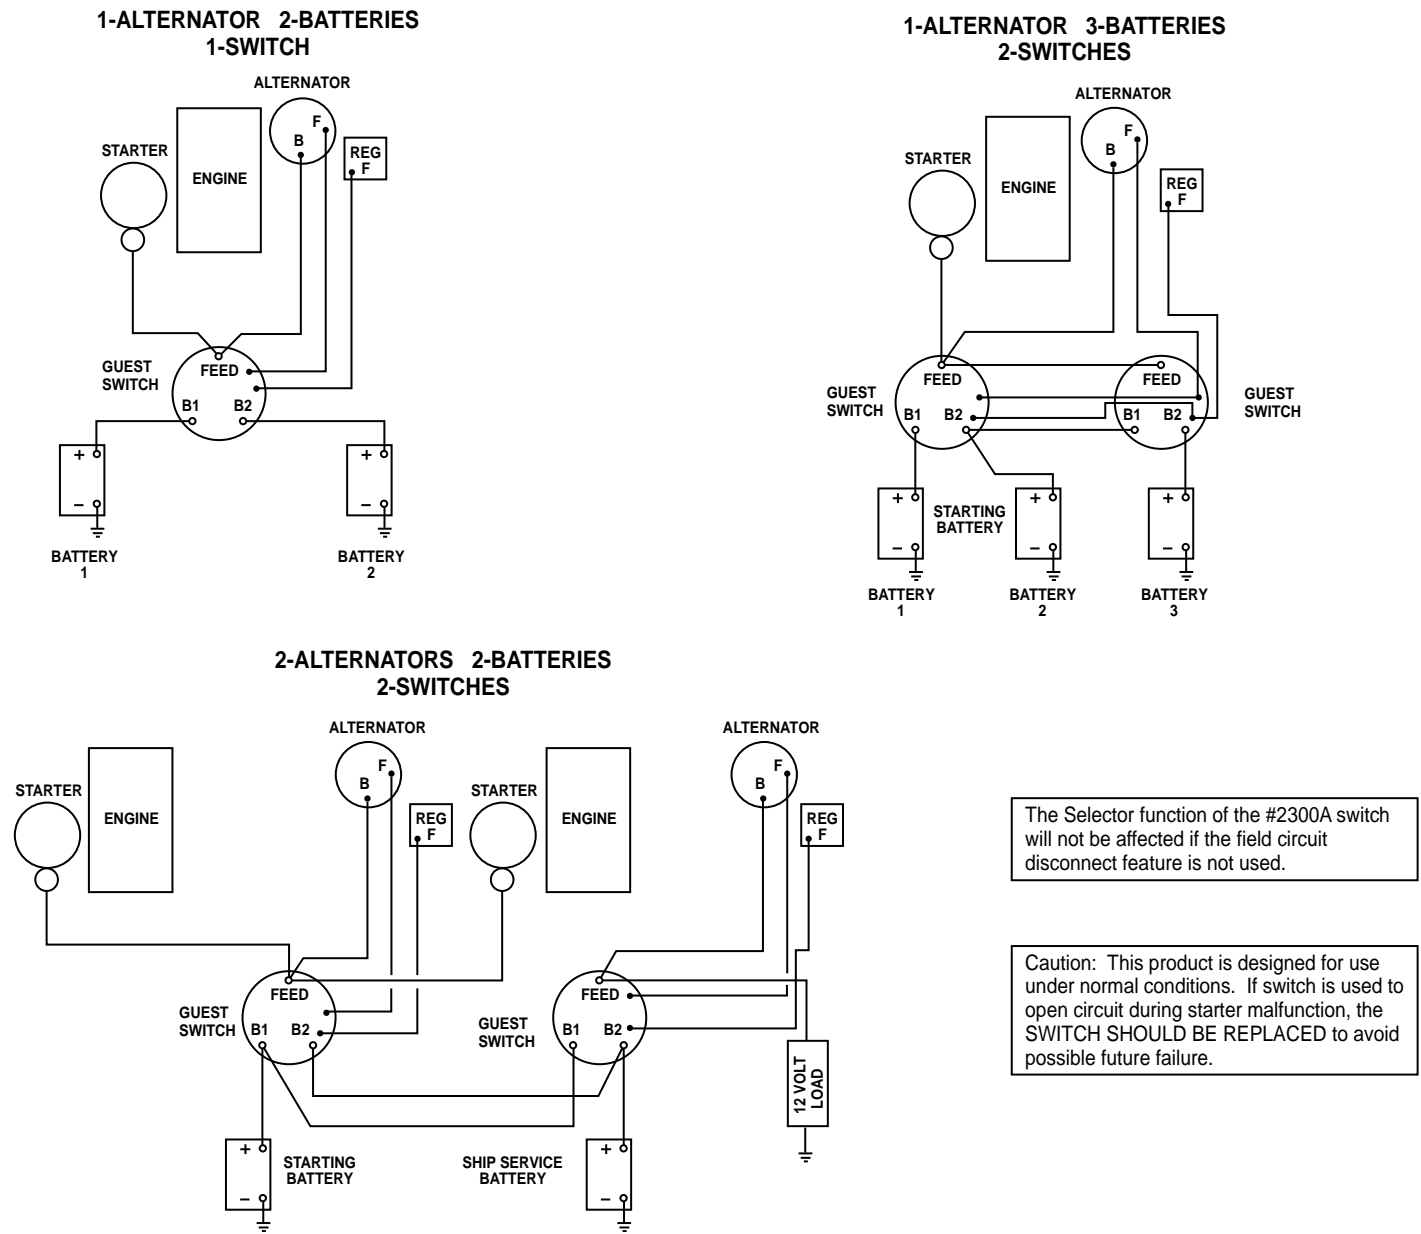 1-ALTERNATOR 2-BATTERIES
1-SWITCH
ALTERNATOR
F
B
STARTER
ENGINE
REG
F
GUEST
SWITCH
FEED
B1
B2
+
+
–
–
BATTERY
1
BATTERY
2
1-ALTERNATOR 3-BATTERIES
2-SWITCHES
ALTERNATOR
F
B
STARTER
ENGINE
REG
F
GUEST
SWITCH
FEED
B1
B2
FEED
B1
B2
GUEST
SWITCH
+
–
STARTING
BATTERY
+
–
+
–
BATTERY
1
BATTERY
2
BATTERY
3
2-ALTERNATORS 2-BATTERIES
2-SWITCHES
ALTERNATOR
F
B
STARTER
ENGINE
REG
F
STARTER
ENGINE
ALTERNATOR
F
B
REG
F
GUEST
SWITCH
FEED
B1
B2
GUEST
SWITCH
FEED
B1
B2
12 VOLT
LOAD
+
–
STARTING
BATTERY
SHIP SERVICE
BATTERY
+
–
The Selector function of the #2300A switch
will not be affected if the field circuit
disconnect feature is not used.
Caution: This product is designed for use
under normal conditions. If switch is used to
open circuit during starter malfunction, the
SWITCH SHOULD BE REPLACED to avoid
possible future failure.